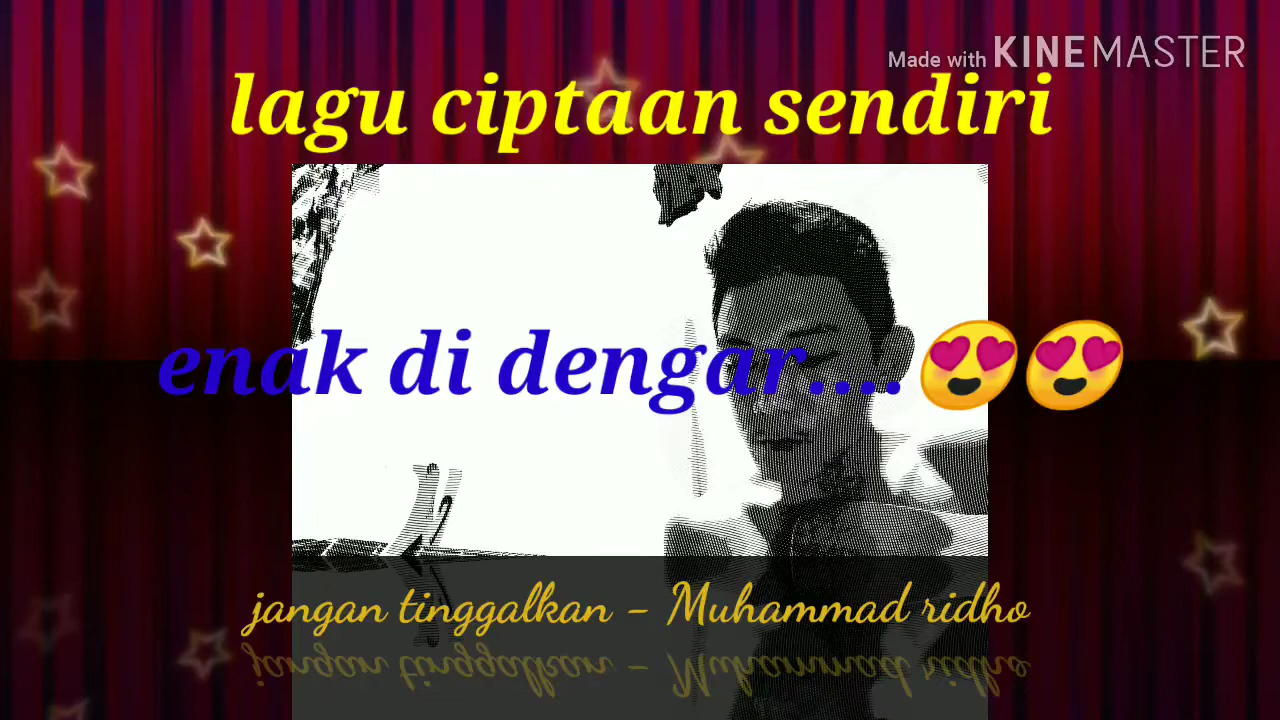 Made with KINEMASTER
lagu ciptaan sendiri
enak di dengar....😍😍
jangan tinggalkan - Muhammad ridho